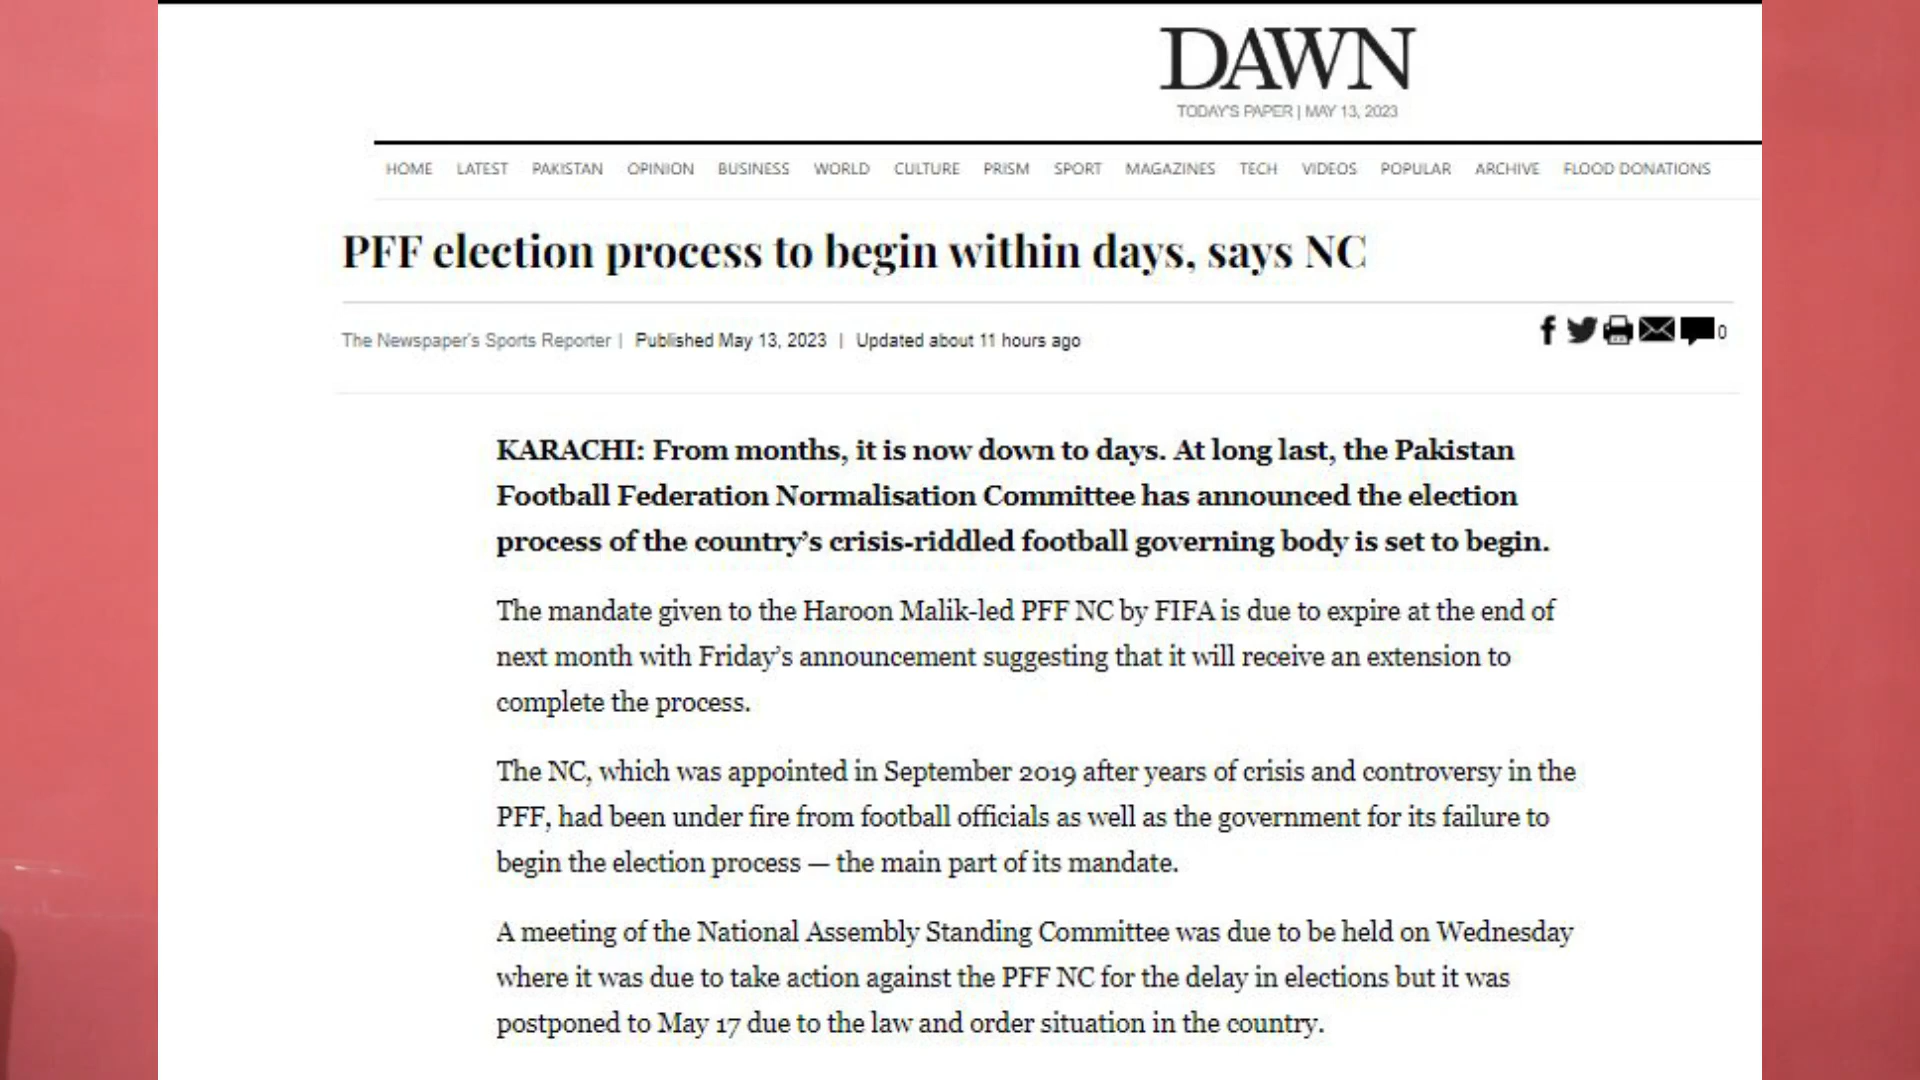 DAWN
TODAY'S PAPER | MAY 13, 2023
HOME LATEST PAKISTAN OPINION BUSINESS WORLD CULTURE PRISM SPORT MAGAZINES TECH VIDEOS POPULAR ARCHIVE FLOOD DONATIONS
PFF election process to begin within days, says NC
The Newspaper's Sports Reporter | Published May 13, 2023 | Updated about 11 hours ago
0
KARACHI: From months, it is now down to days. At long last, the Pakistan
Football Federation Normalisation Committee has announced the election
process of the country's crisis-riddled football governing body is set to begin.
The mandate given to the Haroon Malik-led PFF NC by FIFA is due to expire at the end of
next month with Friday's announcement suggesting that it will receive an extension to
complete the process.
The NC, which was appointed in September 2019 after years of crisis and controversy in the
PFF, had been under fire from football officials as well as the government for its failure to
begin the election process — the main part of its mandate.
A meeting of the National Assembly Standing Committee was due to be held on Wednesday
where it was due to take action against the PFF NC for the delay in elections but it was
postponed to May 17 due to the law and order situation in the country.